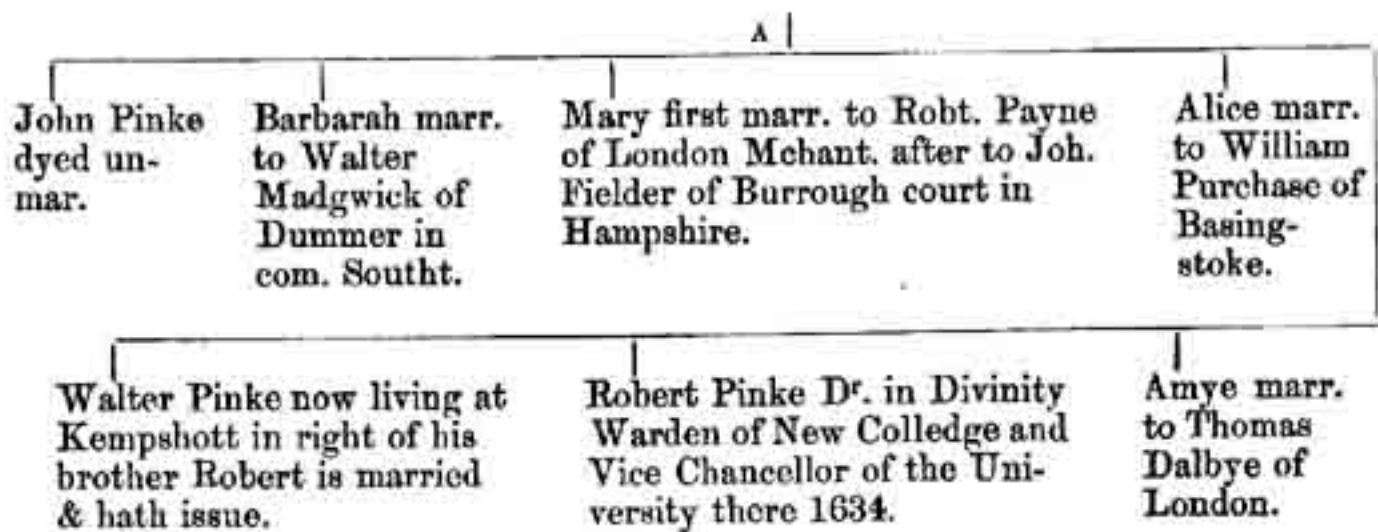 A
John Pinke
dyed un-
mar.
Barbarah marr.
to Walter
Madgwick of
Dummer in
com. Southt.
Mary first marr. to Robt. Payne
of London Mchant. after to Joh.
Fielder of Burrough court in
Hampshire.
Alice marr.
to William
Purchase of
Basing-
stoke.
Walter Pinke now living at
Kempshott in right of his
brother Robert is married
& hath issue.
Robert Pinke Dr. in Divinity
Warden of New Colledge and
Vice Chancellor of the Uni-
versity there 1634.
Amye marr.
to Thomas
Dalbye of
London.